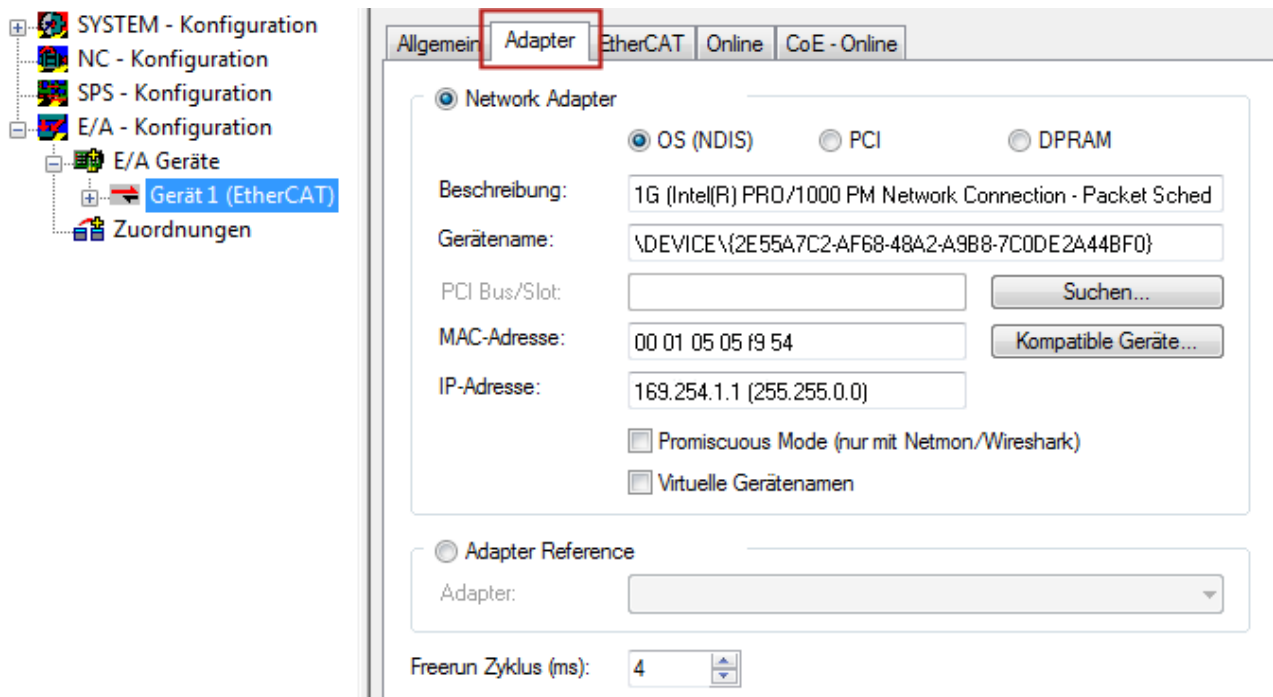 SYSTEM - Konfiguration
NC - Konfiguration
SPS - Konfiguration
E/A - Konfiguration
E/A Geräte
Gerät 1 (EtherCAT)
Zuordnungen
Allgemein Adapter EtherCAT Online CoE - Online
Network Adapter
OS (NDIS) PCI DPRAM
Beschreibung: 1G (Intel(R) PRO/1000 PM Network Connection - Packet Sched
Gerätename: \DEVICE\{2E55A7C2-AF68-48A2-A9B8-7C0DE2A44BF0}
PCI Bus/Slot: Suchen...
MAC-Adresse: 00 01 05 05 f9 54 Kompatible Geräte...
IP-Adresse: 169.254.1.1 (255.255.0.0)
Promiscuous Mode (nur mit Netmon/Wireshark)
Virtuelle Gerätenamen
Adapter Reference
Adapter:
Freerun Zyklus (ms): 4